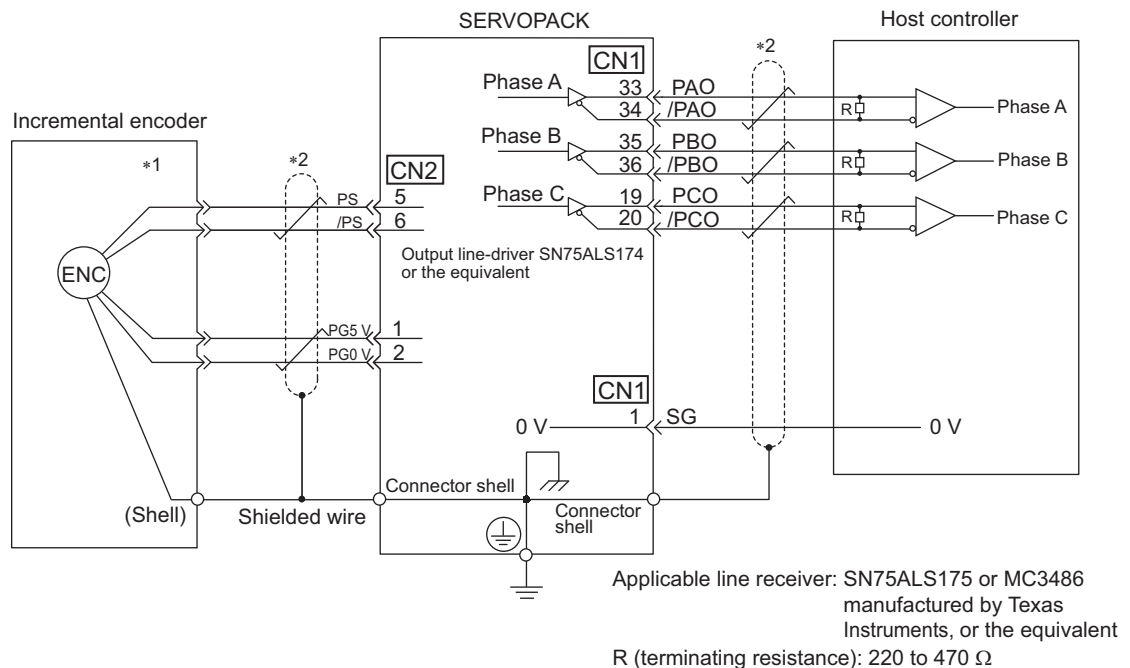 SERVOPACK
Host controller
CN1
*2
Phase A
33 PAO
34 /PAO
R
Phase A
Incremental encoder
Phase B
35 PBO
36 /PBO
R
Phase B
*1
*2
CN2
Phase C
19 PCO
20 /PCO
R
Phase C
PS 5
/PS 6
Output line-driver SN75ALS174
or the equivalent
ENC
PG5 V 1
PG0 V 2
CN1
0 V
1 SG
0 V
Connector shell
Connector
shell
(Shell)
Shielded wire
Applicable line receiver: SN75ALS175 or MC3486
manufactured by Texas
Instruments, or the equivalent
R (terminating resistance): 220 to 470 Ω